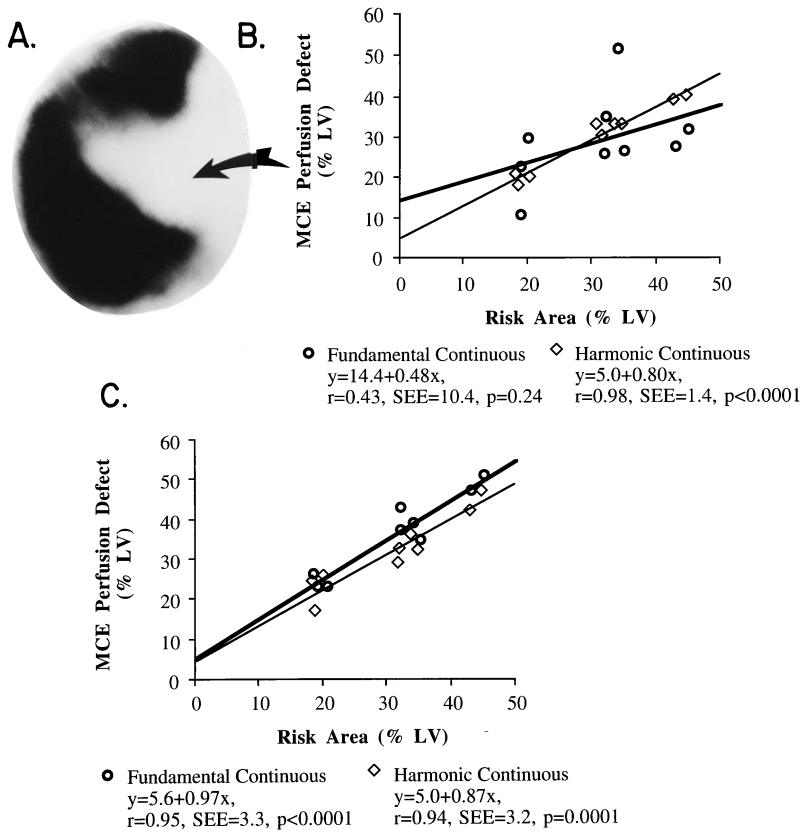 A.
B.
MCE Perfusion Defect
(% LV)
60
50
40
30
20
10
0
0 10 20 30 40 50
Risk Area (% LV)
Fundamental Continuous
y=14.4+0.48x,
r=0.43, SEE=10.4, p=0.24
Harmonic Continuous
y=5.0+0.80x,
r=0.98, SEE=1.4, p<0.0001
C.
MCE Perfusion Defect
(% LV)
60
50
40
30
20
10
0
0 10 20 30 40 50
Risk Area (% LV)
Fundamental Continuous
y=5.6+0.97x,
r=0.95, SEE=3.3, p<0.0001
Harmonic Continuous
y=5.0+0.87x,
r=0.94, SEE=3.2, p=0.0001